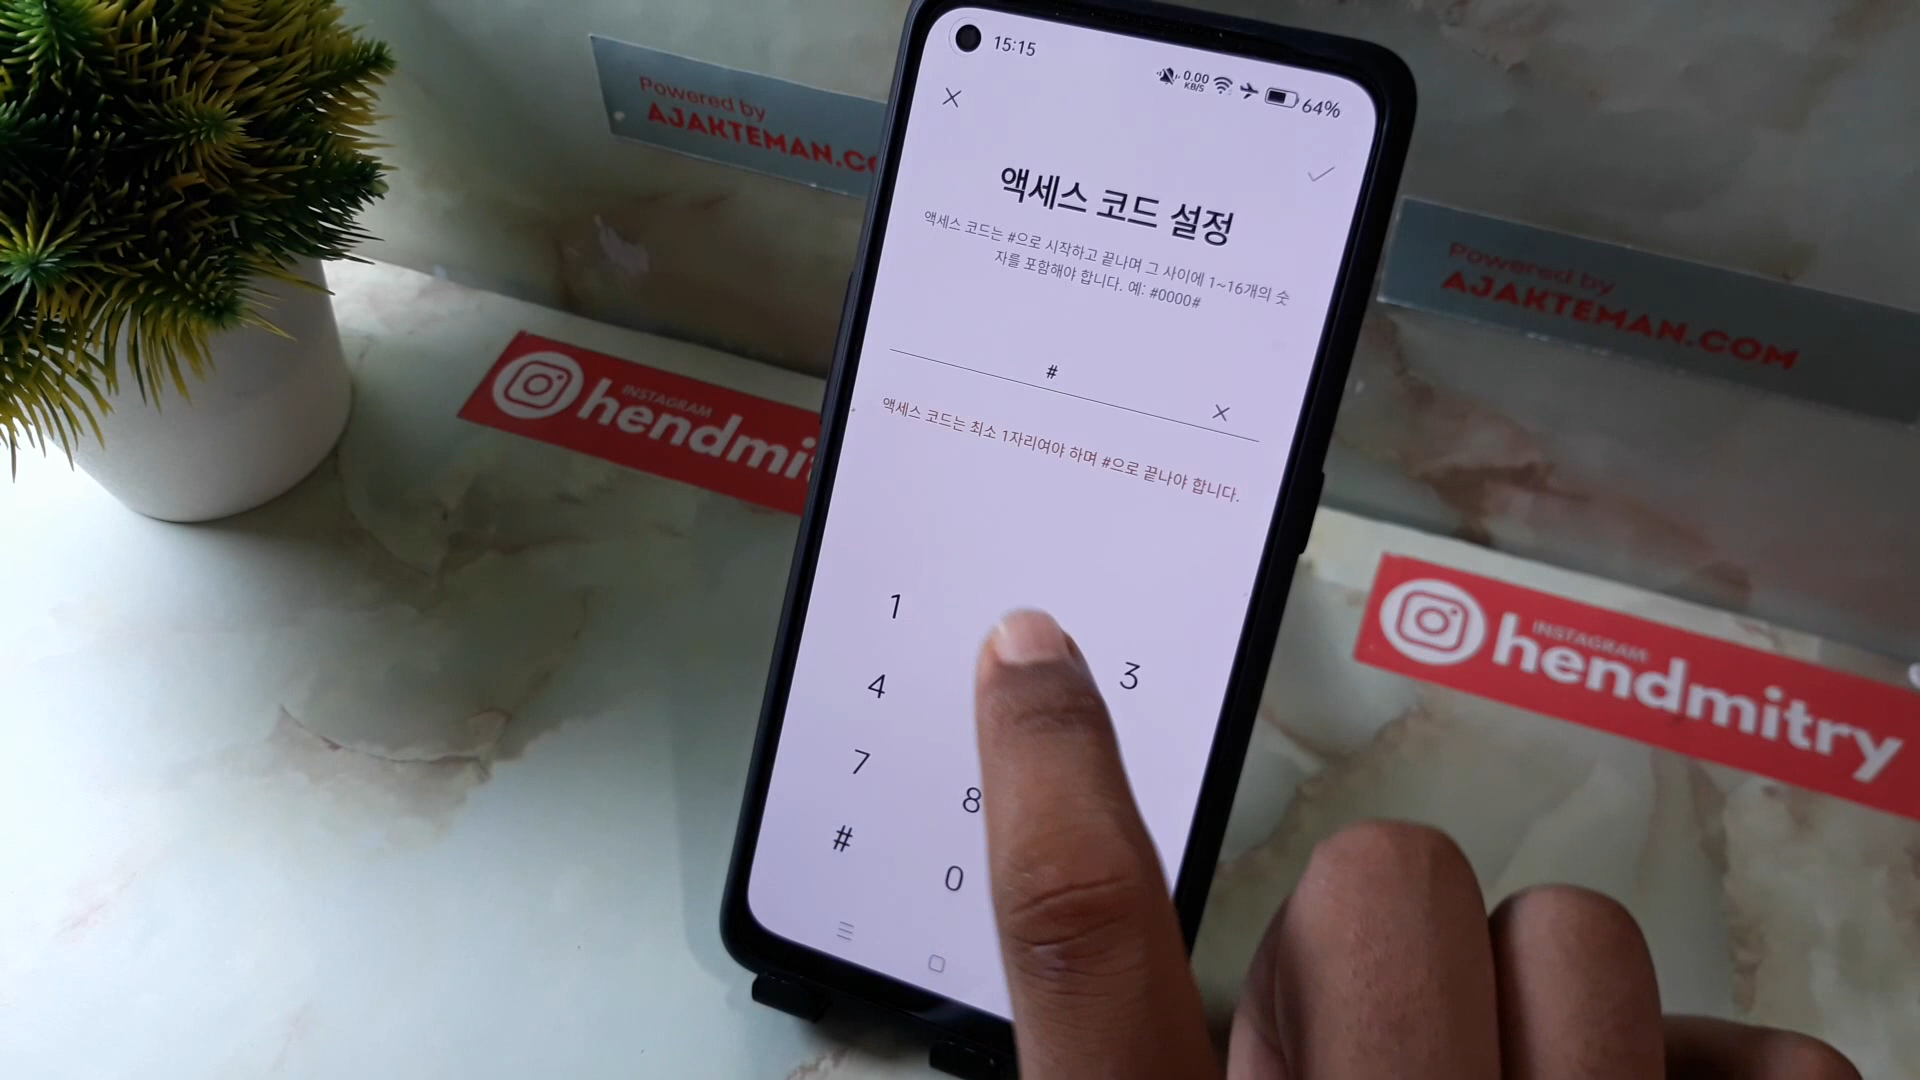 Powered by
AJAKTEMAN.CO
15:15
0.00
KB/S
64%
액세스 코드 설정
액세스 코드는 #으로 시작하고 끝나며 그 사이에 1~16개의 숫
자를 포함해야 합니다. 예: #0000#
#
액세스 코드는 최소 1자리여야 하며 #으로 끝나야 합니다.
1
3
4
7
8
#
0
INSTAGRAM
hendmit
Powered by
AJAKTEMAN.COM
INSTAGRAM
hendmitry